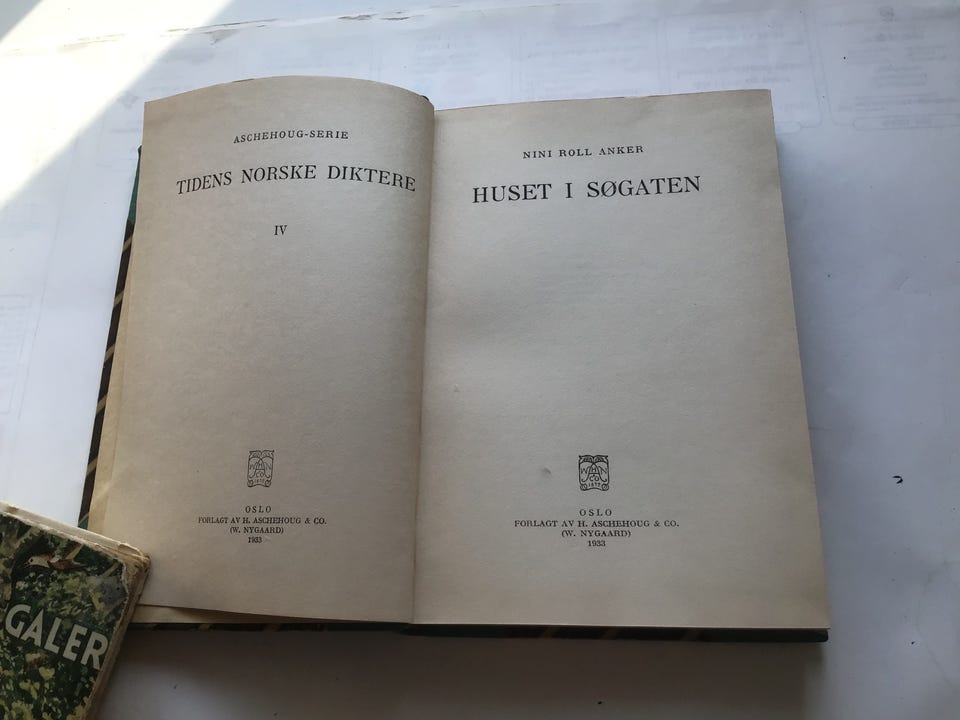 ASCHEHOUG-SERIE
TIDENS NORSKE DIKTERE
IV
OSLO
FORLAGT AV H. ASCHEHOUG & CO.
(W. NYGAARD)
1933
NINI ROLL ANKER
HUSET I SØGATEN
OSLO
FORLAGT AV H. ASCHEHOUG & CO.
(W. NYGAARD)
1933
GALER